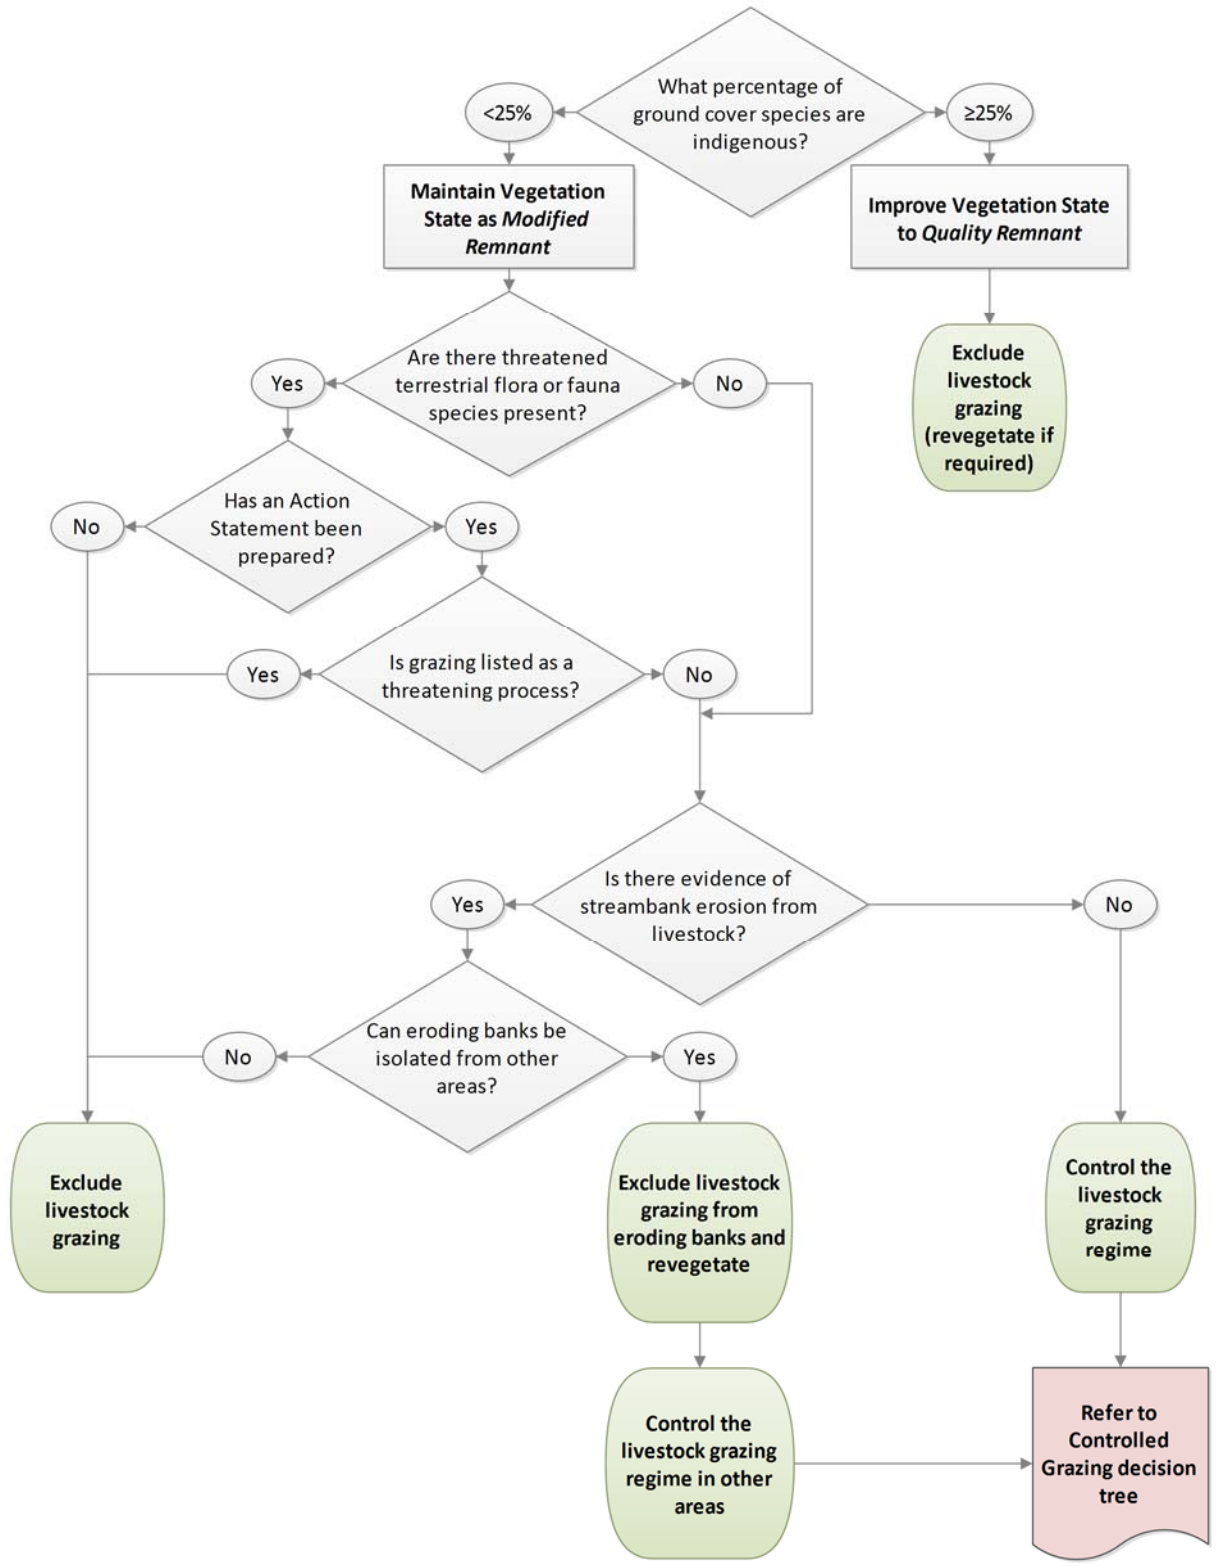 What percentage of
ground cover species are
indigenous?
<25%
≥25%
Maintain Vegetation
State as Modified
Remnant
Improve Vegetation State
to Quality Remnant
Exclude
livestock
grazing
(revegetate if
required)
Are there threatened
terrestrial flora or fauna
species present?
Yes
No
Has an Action
Statement been
prepared?
No
Yes
Is grazing listed as a
threatening process?
Yes
No
Is there evidence of
streambank erosion from
livestock?
Yes
No
Can eroding banks be
isolated from other
areas?
No
Yes
Exclude
livestock
grazing
Exclude livestock
grazing from
eroding banks and
revegetate
Control the
livestock
grazing
regime
Control the
livestock grazing
regime in other
areas
Refer to
Controlled
Grazing decision
tree